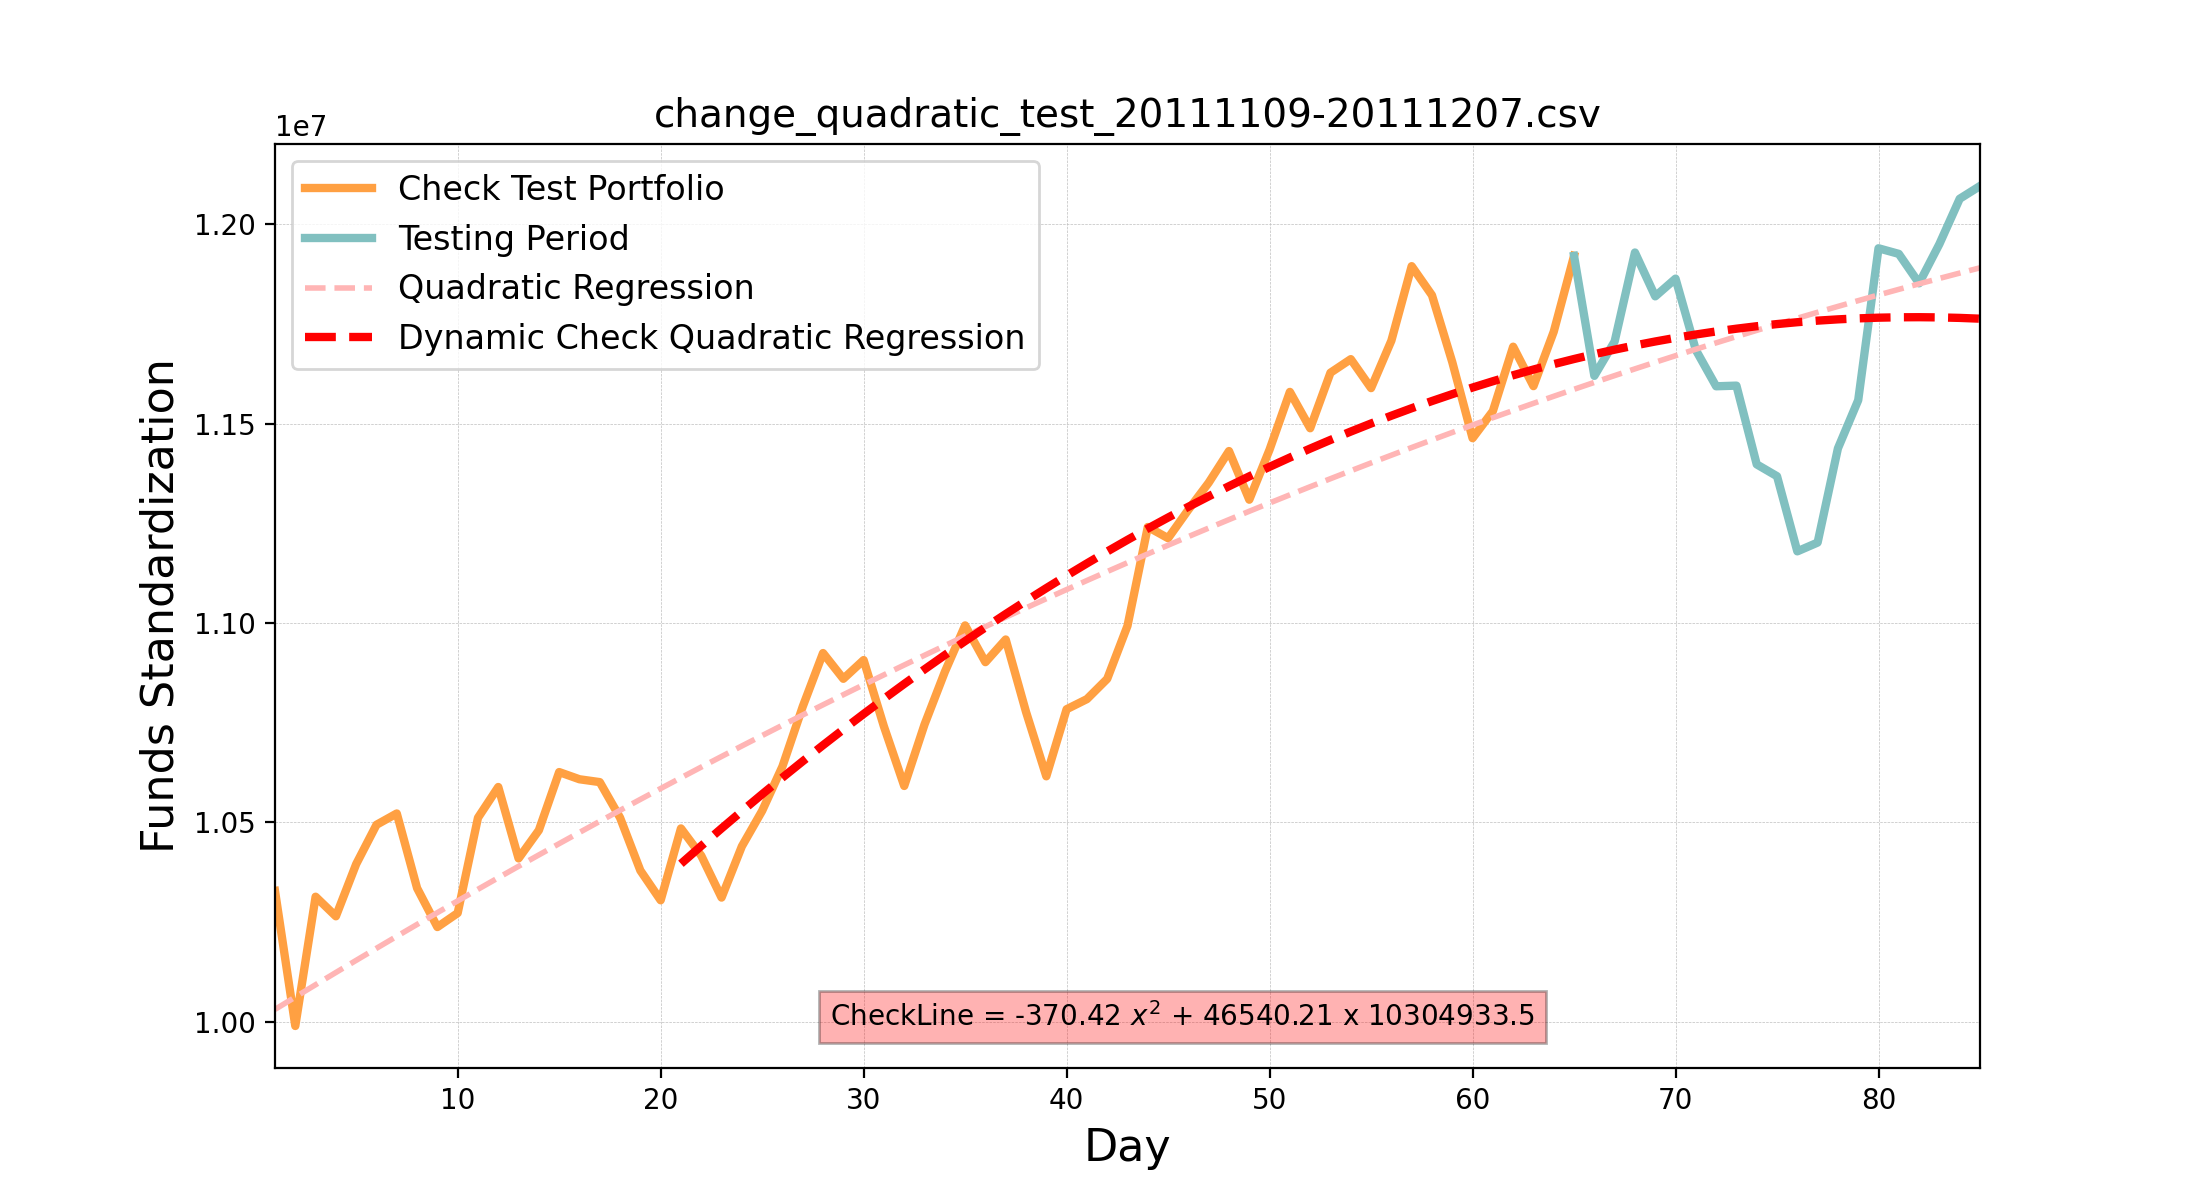 change_quadratic_test_20111109-20111207.csv
1e7
Check Test Portfolio
Testing Period
Quadratic Regression
Dynamic Check Quadratic Regression
1.20
1.15
1.10
1.05
1.00
Funds Standardization
CheckLine = -370.42 x² + 46540.21 x 10304933.5
10 20 30 40 50 60 70 80
Day